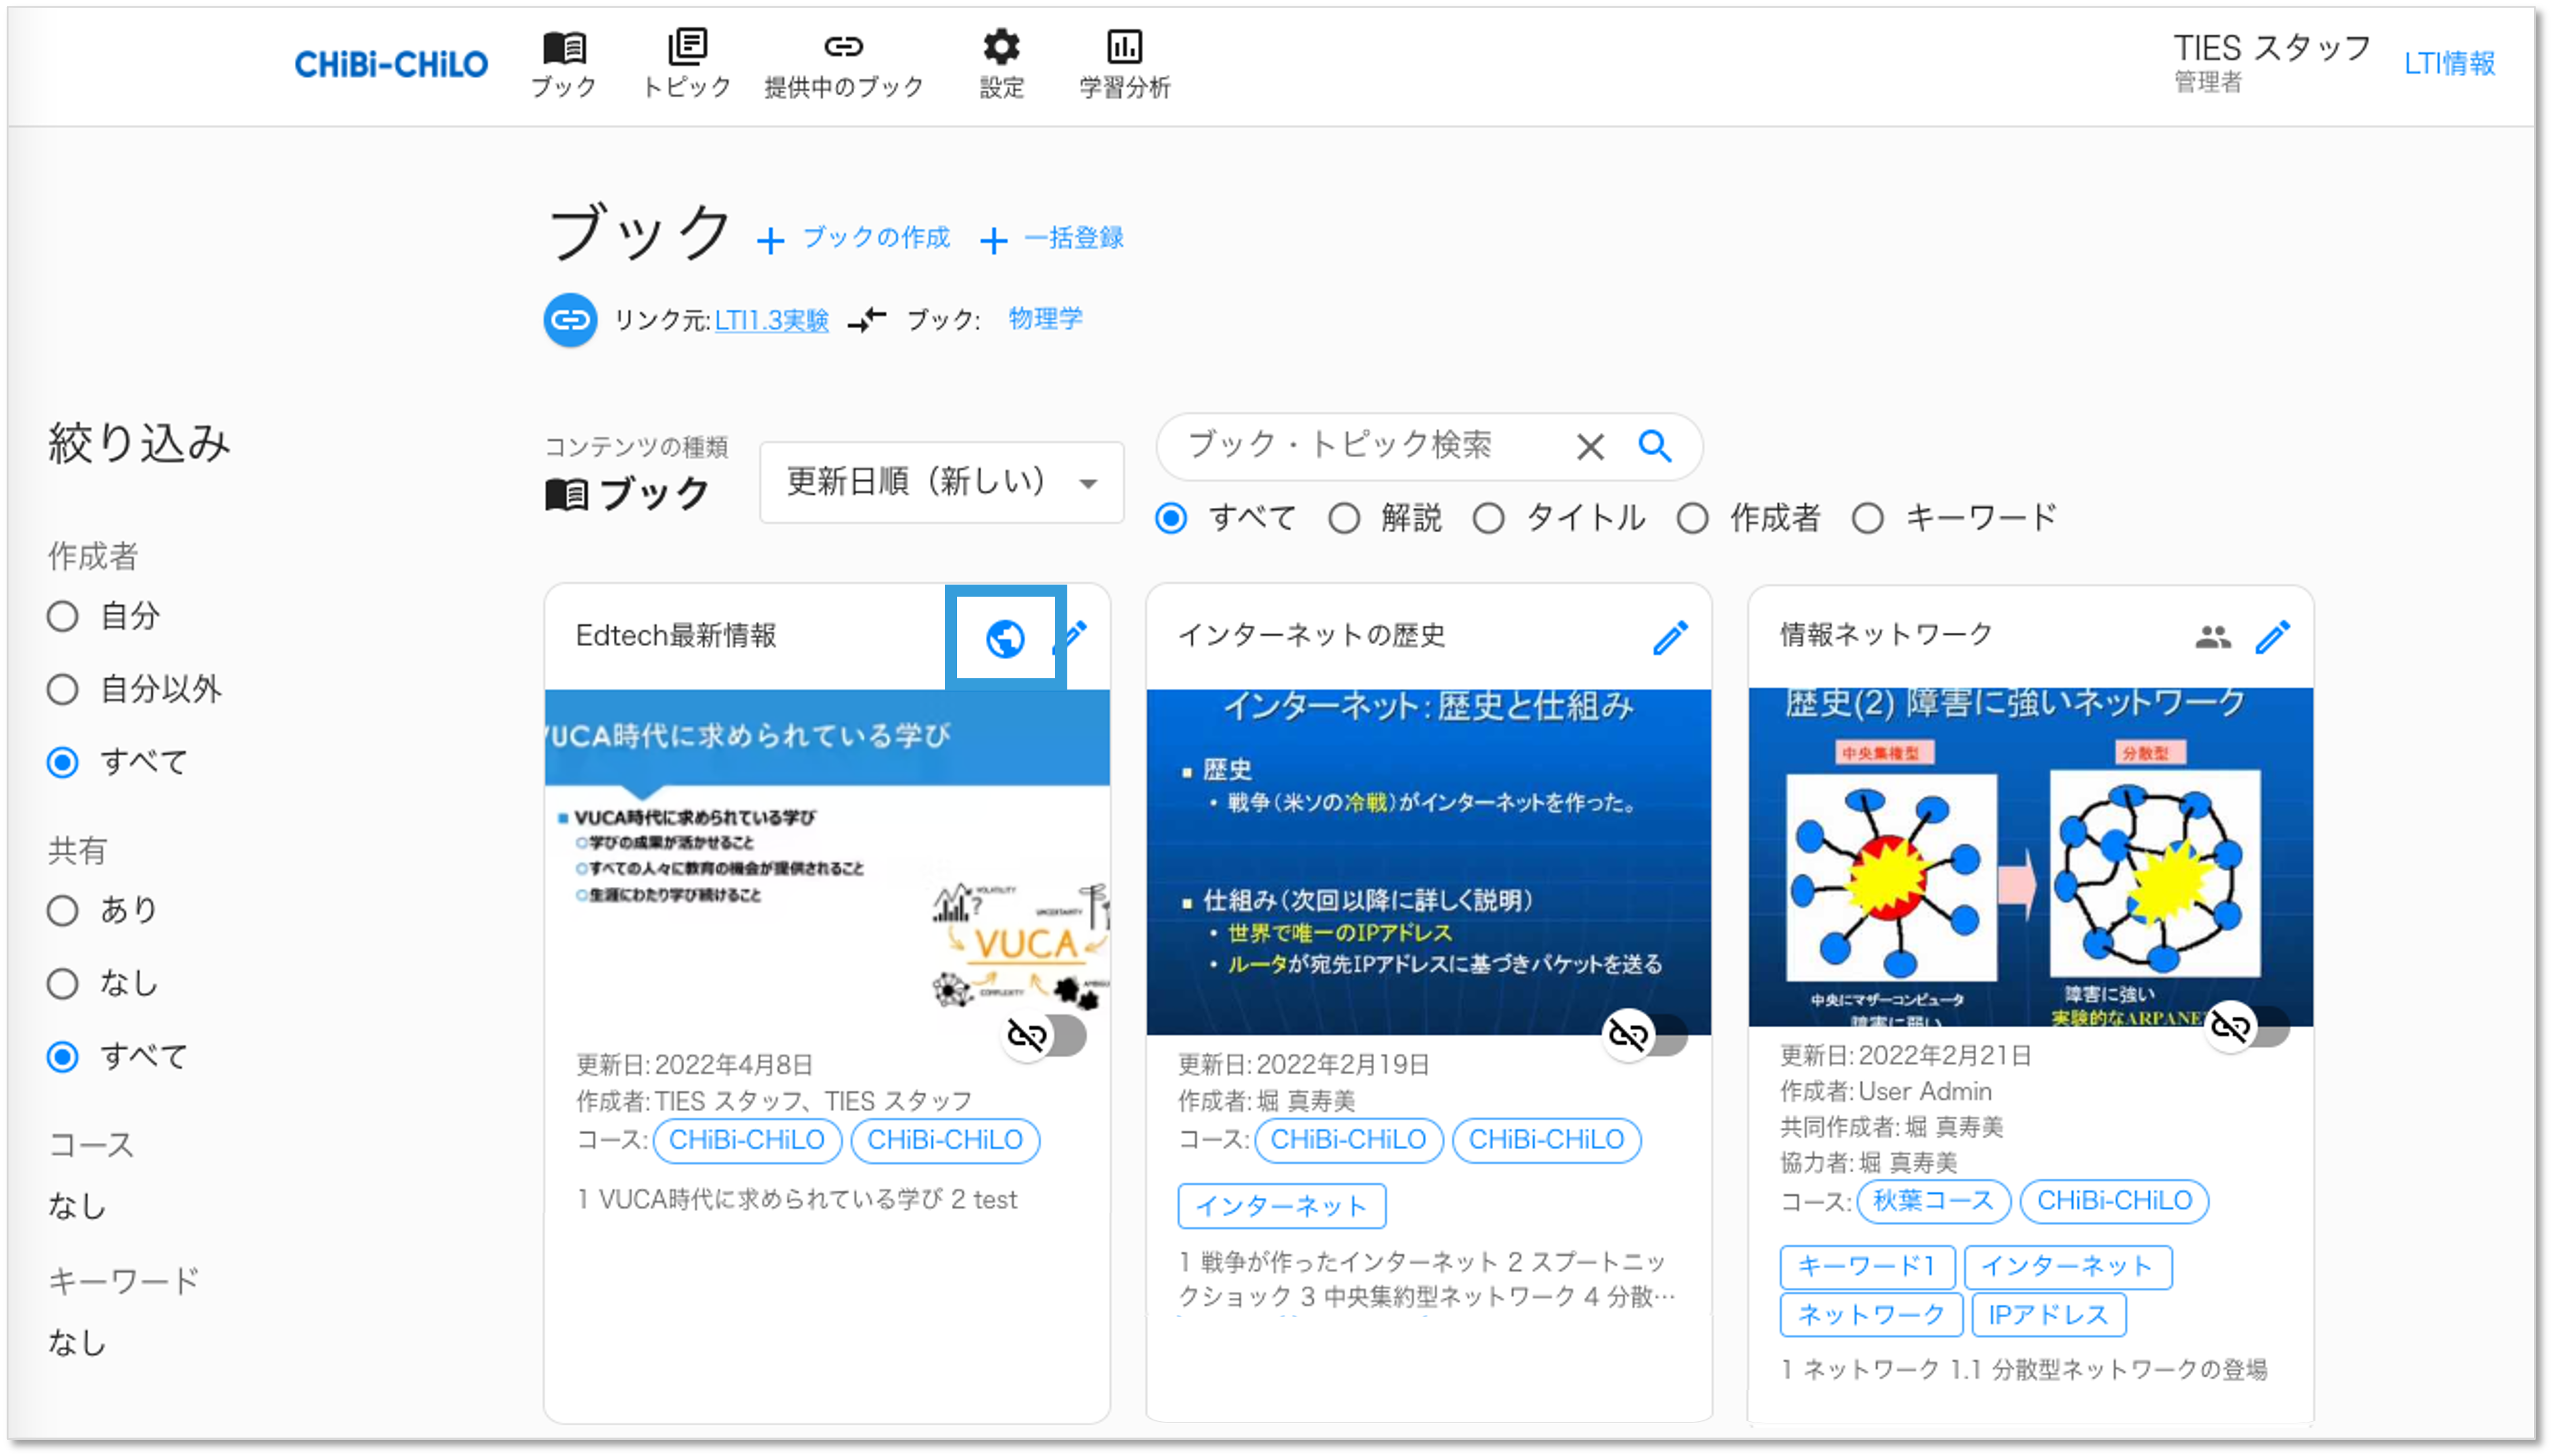 CHiBi-CHiLO
ブック
トピック
提供中のブック
設定
学習分析
TIES スタッフ
管理者
LTI情報
ブック
+ ブックの作成
+ 一括登録
リンク元: LTI1.3実験
ブック: 物理学
絞り込み
作成者
自分
自分以外
すべて
共有
あり
なし
すべて
コース
なし
キーワード
なし
コンテンツの種類
ブック
更新日順（新しい）
ブック・トピック検索
すべて 解説 タイトル 作成者 キーワード
Edtech最新情報
VUCA時代に求められている学び
VUCA時代に求められている学び
学びの成果が活かせること
すべての人々に教育の機会が提供されること
生涯にわたり学び続けること
VOLATILITY
UNCERTAINTY
VUCA
COMPLEXITY
更新日: 2022年4月8日
作成者: TIES スタッフ、TIES スタッフ
コース: CHiBi-CHiLO CHiBi-CHiLO
1 VUCA時代に求められている学び 2 test
インターネットの歴史
インターネット：歴史と仕組み
歴史
・戦争（米ソの冷戦）がインターネットを作った。
仕組み（次回以降に詳しく説明）
・世界で唯一のIPアドレス
・ルータが宛先IPアドレスに基づきパケットを送る
更新日: 2022年2月19日
作成者: 堀 真寿美
コース: CHiBi-CHiLO CHiBi-CHiLO
インターネット
1 戦争が作ったインターネット 2 スプートニッ
クショック 3 中央集約型ネットワーク 4 分散…
情報ネットワーク
歴史(2) 障害に強いネットワーク
中央集権型
分散型
中央にマザーコンピュータ
障害に弱い
障害に強い
実験的なARPANE
更新日: 2022年2月21日
作成者: User Admin
共同作成者: 堀 真寿美
協力者: 堀 真寿美
コース: 秋葉コース CHiBi-CHiLO
キーワード1 インターネット
ネットワーク IPアドレス
1 ネットワーク 1.1 分散型ネットワークの登場